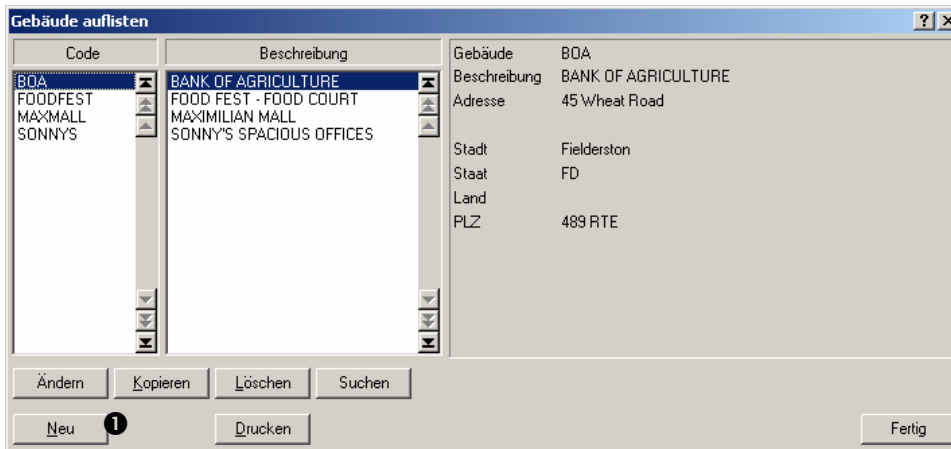 Gebäude auflisten
Code
Beschreibung
BOA
FOODFEST
MAXMALL
SONNYS
BANK OF AGRICULTURE
FOOD FEST - FOOD COURT
MAXIMILIAN MALL
SONNY'S SPACIOUS OFFICES
Gebäude BOA
Beschreibung BANK OF AGRICULTURE
Adresse 45 Wheat Road
Stadt Fielderston
Staat FD
Land
PLZ 489 RTE
Ändern Kopieren Löschen Suchen
Neu 1 Drucken Fertig